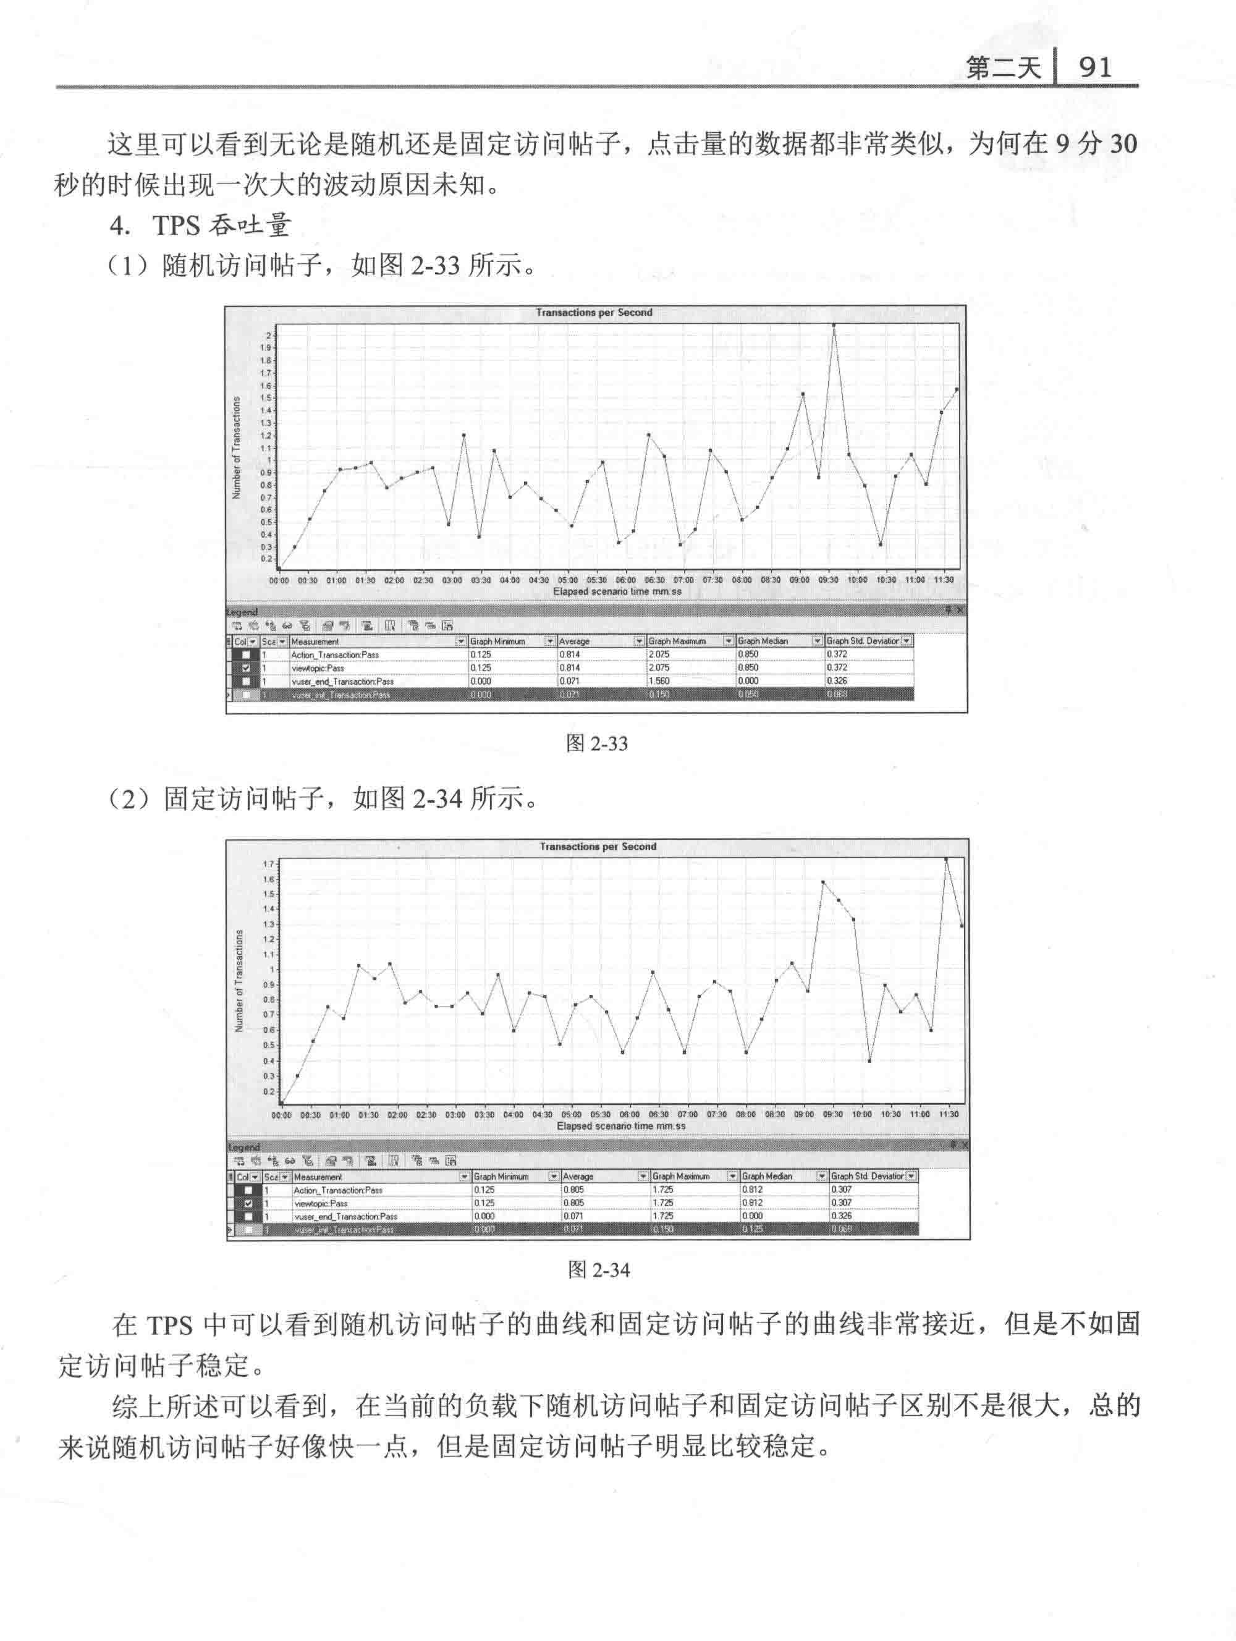 第二天 91
这里可以看到无论是随机还是固定访问帖子，点击量的数据都非常类似，为何在 9 分 30
秒的时候出现一次大的波动原因未知。
4. TPS 吞吐量
（1）随机访问帖子，如图 2-33 所示。
Transactions per Second
Number of Transactions
2
1.9
1.8
1.7
1.6
1.5
1.4
1.3
1.2
1.1
1
0.9
0.8
0.7
0.6
0.5
0.4
0.3
0.2
00:00 00:30 01:00 01:30 02:00 02:30 03:00 03:30 04:00 04:30 05:00 05:30 06:00 06:30 07:00 07:30 08:00 08:30 09:00 09:30 10:00 10:30 11:00 11:30
Elapsed scenario time mm:ss
Legend
Col Sca Measurement Graph Minimum Average Graph Maximum Graph Median Graph Std. Deviation
1 Action_Transaction:Pass 0.125 0.814 2.075 0.850 0.372
1 viewtopic:Pass 0.125 0.814 2.075 0.850 0.372
1 vuser_end_Transaction:Pass 0.000 0.071 1.560 0.000 0.326
1 vuser_init_Transaction:Pass 0.000 0.071 0.150
图 2-33
（2）固定访问帖子，如图 2-34 所示。
Transactions per Second
Number of Transactions
1.7
1.6
1.5
1.4
1.3
1.2
1.1
1
0.9
0.8
0.7
0.6
0.5
0.4
0.3
0.2
00:00 00:30 01:00 01:30 02:00 02:30 03:00 03:30 04:00 04:30 05:00 05:30 06:00 06:30 07:00 07:30 08:00 08:30 09:00 09:30 10:00 10:30 11:00 11:30
Elapsed scenario time mm:ss
Legend
Col Sca Measurement Graph Minimum Average Graph Maximum Graph Median Graph Std. Deviation
1 Action_Transaction:Pass 0.125 0.805 1.725 0.812 0.307
1 viewtopic:Pass 0.125 0.805 1.725 0.812 0.307
1 vuser_end_Transaction:Pass 0.000 0.071 1.725 0.000 0.326
1 vuser_init_Transaction:Pass 0.000 0.071 0.150 0.125
图 2-34
在 TPS 中可以看到随机访问帖子的曲线和固定访问帖子的曲线非常接近，但是不如固
定访问帖子稳定。
综上所述可以看到，在当前的负载下随机访问帖子和固定访问帖子区别不是很大，总的
来说随机访问帖子好像快一点，但是固定访问帖子明显比较稳定。